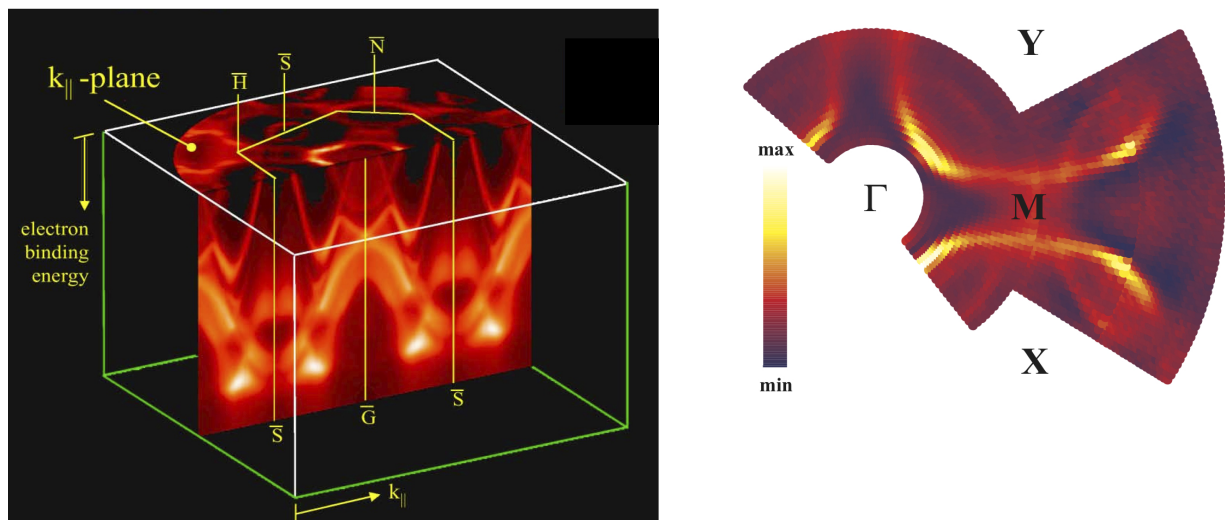 k|| -plane
H̅
S̅
N̅
electron
binding
energy
S̅
G̅
S̅
k||
max
min
Y
Γ
M
X